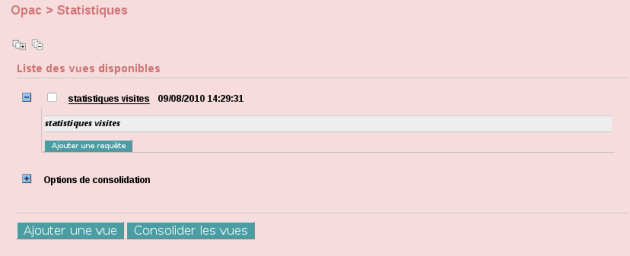 Opac > Statistiques
Liste des vues disponibles
statistiques visites 09/08/2010 14:29:31
statistiques visites
Ajouter une requête
Options de consolidation
Ajouter une vue Consolider les vues